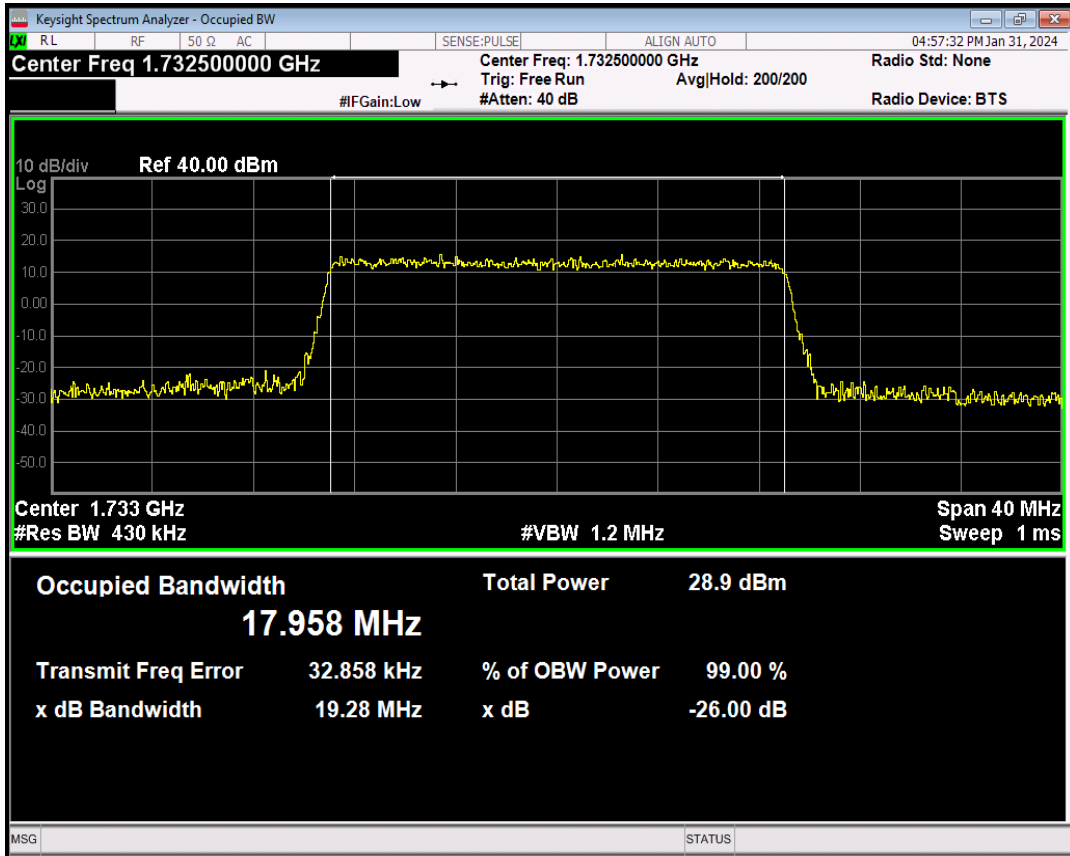 Keysight Spectrum Analyzer - Occupied BW
LXI RL RF 50 Ω AC SENSE:PULSE ALIGN AUTO 04:57:32 PM Jan 31, 2024
Center Freq 1.732500000 GHz
Center Freq: 1.732500000 GHz
Radio Std: None
Trig: Free Run Avg|Hold: 200/200
#IFGain:Low #Atten: 40 dB
Radio Device: BTS
10 dB/div Ref 40.00 dBm
Log
30.0
20.0
10.0
0.00
-10.0
-20.0
-30.0
-40.0
-50.0
Center 1.733 GHz Span 40 MHz
#Res BW 430 kHz #VBW 1.2 MHz Sweep 1 ms
Occupied Bandwidth Total Power 28.9 dBm
17.958 MHz
Transmit Freq Error 32.858 kHz % of OBW Power 99.00 %
x dB Bandwidth 19.28 MHz x dB -26.00 dB
MSG STATUS